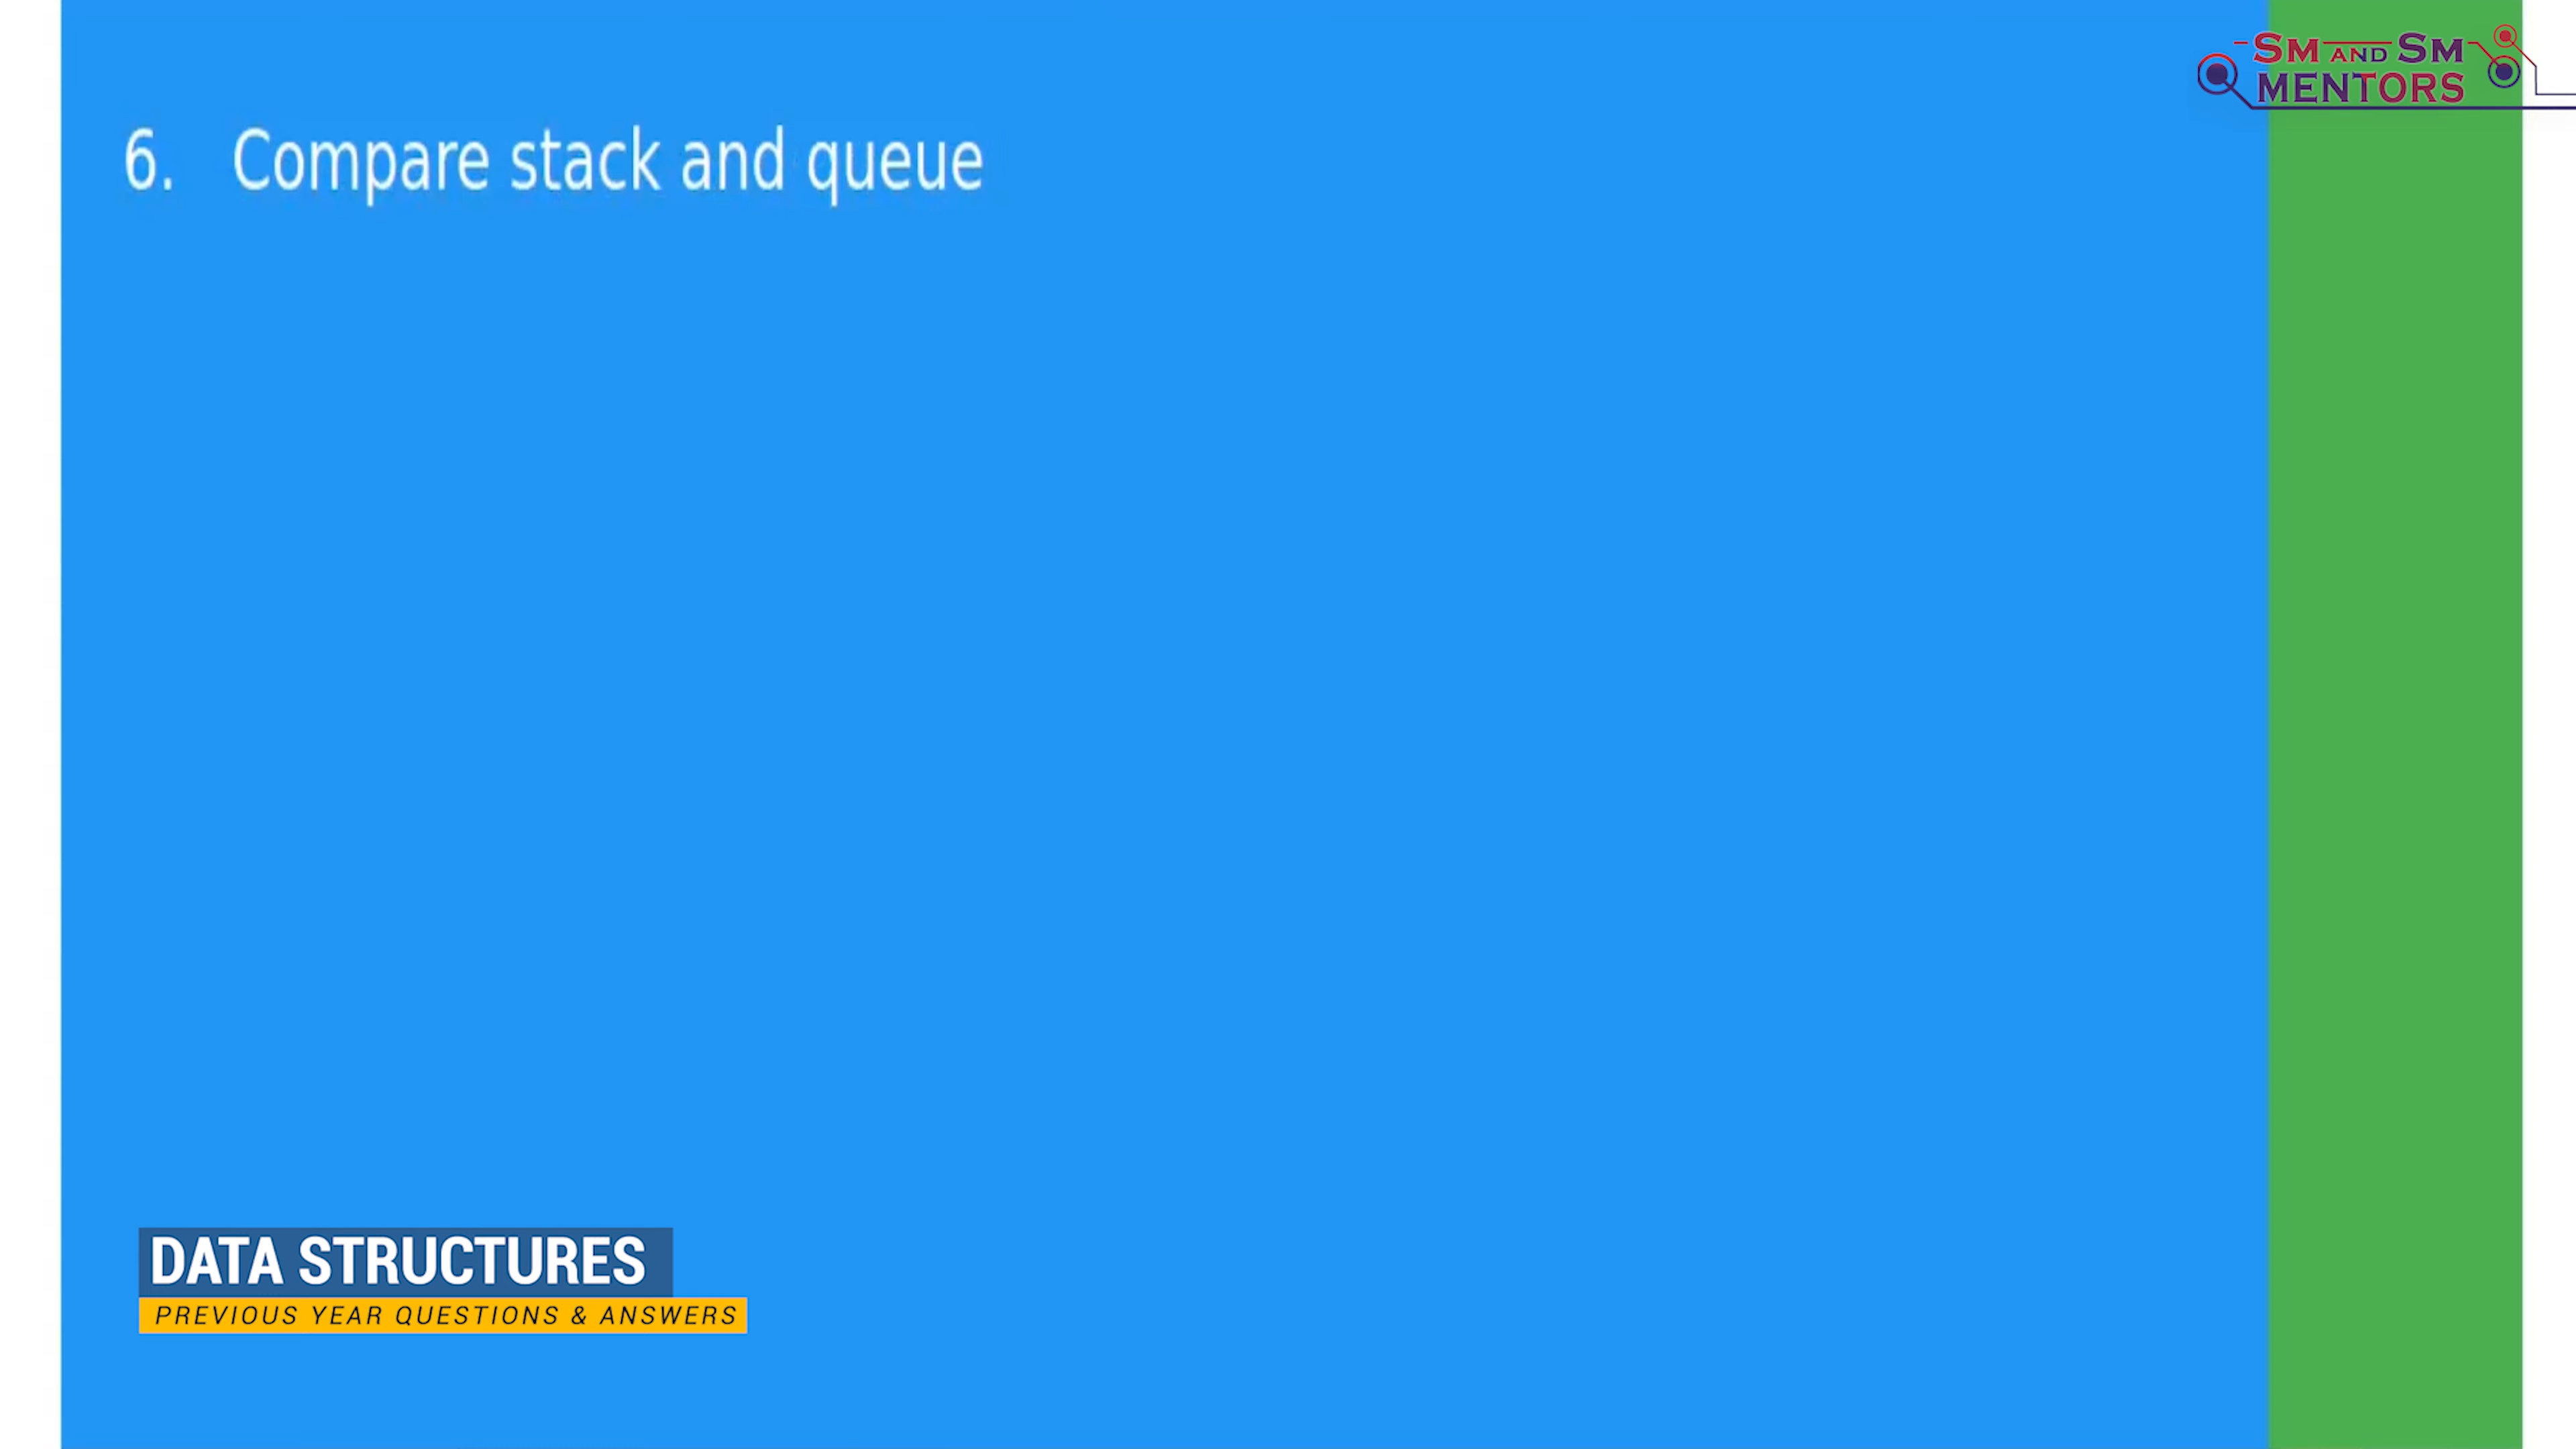 SM AND SM
MENTORS
6. Compare stack and queue
DATA STRUCTURES
PREVIOUS YEAR QUESTIONS & ANSWERS